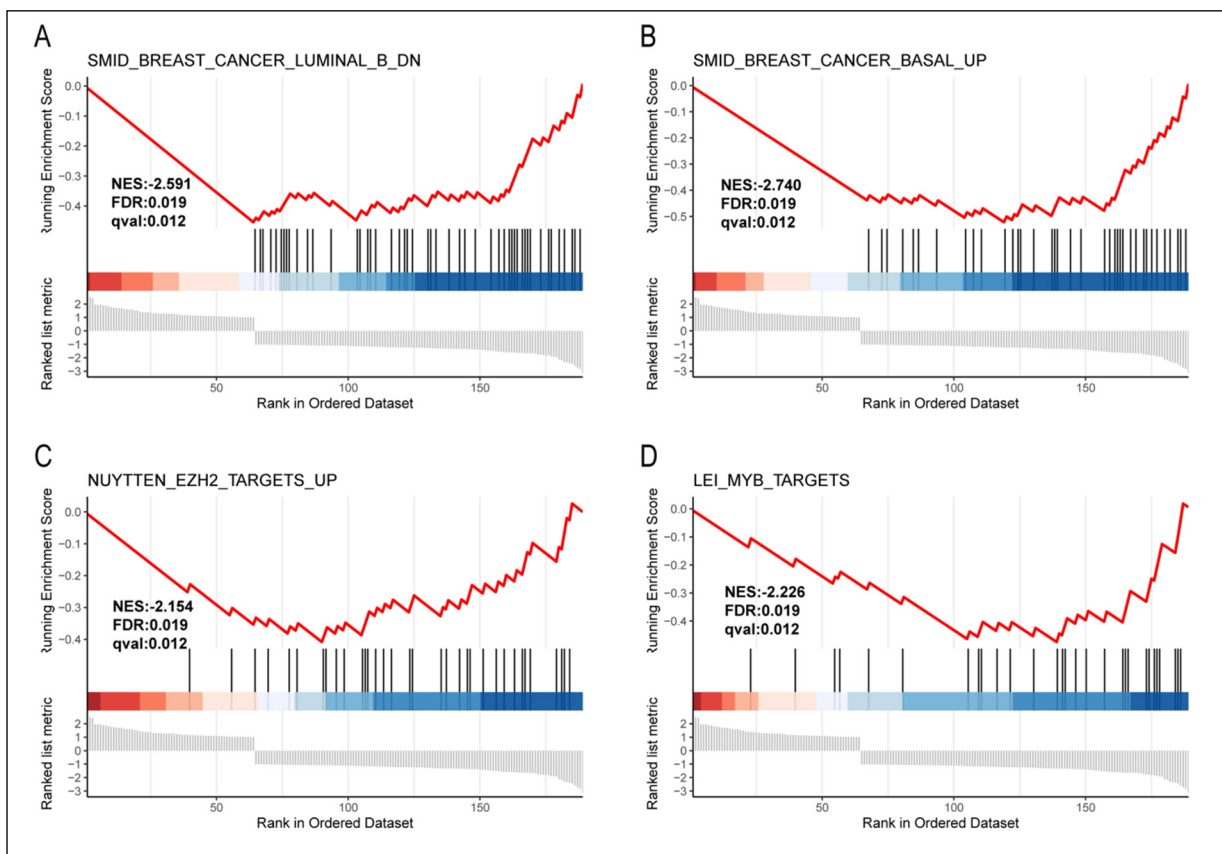 A
SMID_BREAST_CANCER_LUMINAL_B_DN
Running Enrichment Score
0.0
−0.1
−0.2
−0.3
−0.4
NES:-2.591
FDR:0.019
qval:0.012
Ranked list metric
2
1
0
−1
−2
−3
50
100
150
Rank in Ordered Dataset
B
SMID_BREAST_CANCER_BASAL_UP
Running Enrichment Score
0.0
−0.1
−0.2
−0.3
−0.4
−0.5
NES:-2.740
FDR:0.019
qval:0.012
Ranked list metric
2
1
0
−1
−2
−3
50
100
150
Rank in Ordered Dataset
C
NUYTTEN_EZH2_TARGETS_UP
Running Enrichment Score
0.0
−0.1
−0.2
−0.3
−0.4
NES:-2.154
FDR:0.019
qval:0.012
Ranked list metric
2
1
0
−1
−2
−3
50
100
150
Rank in Ordered Dataset
D
LEI_MYB_TARGETS
Running Enrichment Score
0.0
−0.1
−0.2
−0.3
−0.4
NES:-2.226
FDR:0.019
qval:0.012
Ranked list metric
2
1
0
−1
−2
−3
50
100
150
Rank in Ordered Dataset